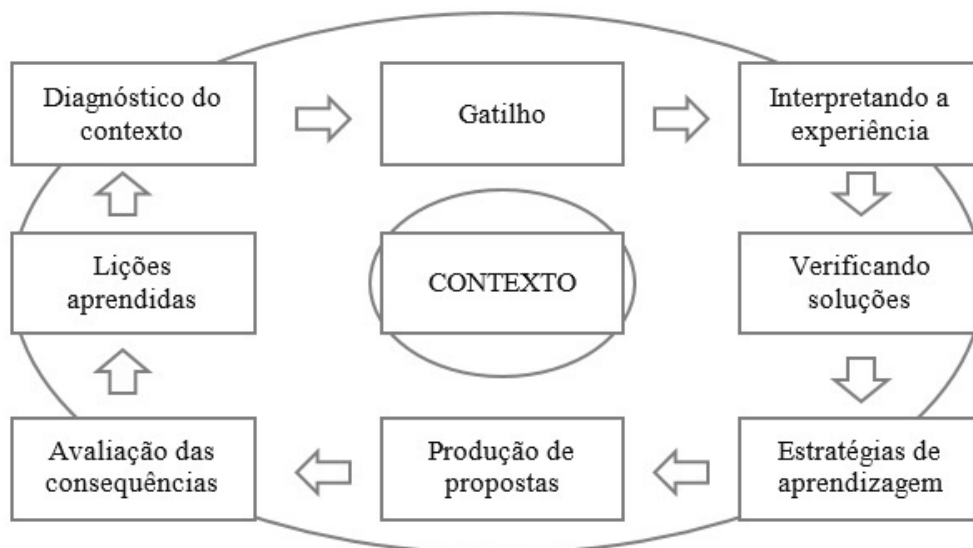 Diagnóstico do
contexto
Gatilho
Interpretando a
experiência
Lições
aprendidas
CONTEXTO
Verificando
soluções
Avaliação das
consequências
Produção de
propostas
Estratégias de
aprendizagem